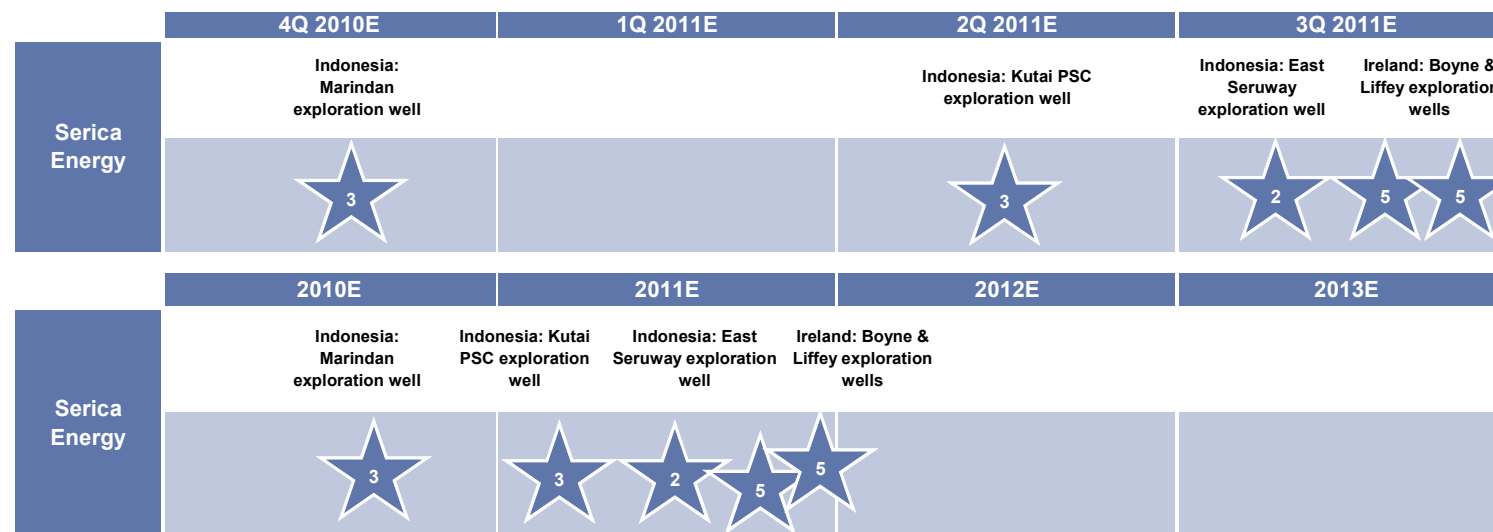 4Q 2010E 1Q 2011E 2Q 2011E 3Q 2011E
Serica
Energy
Indonesia:
Marindan
exploration well
Indonesia: Kutai PSC
exploration well
Indonesia: East
Seruway
exploration well
Ireland: Boyne &
Liffey exploration
wells
3 3 2 5 5
2010E 2011E 2012E 2013E
Serica
Energy
Indonesia:
Marindan
exploration well
Indonesia: Kutai
PSC exploration
well
Indonesia: East
Seruway exploration
well
Ireland: Boyne &
Liffey exploration
wells
3 3 2 5 5